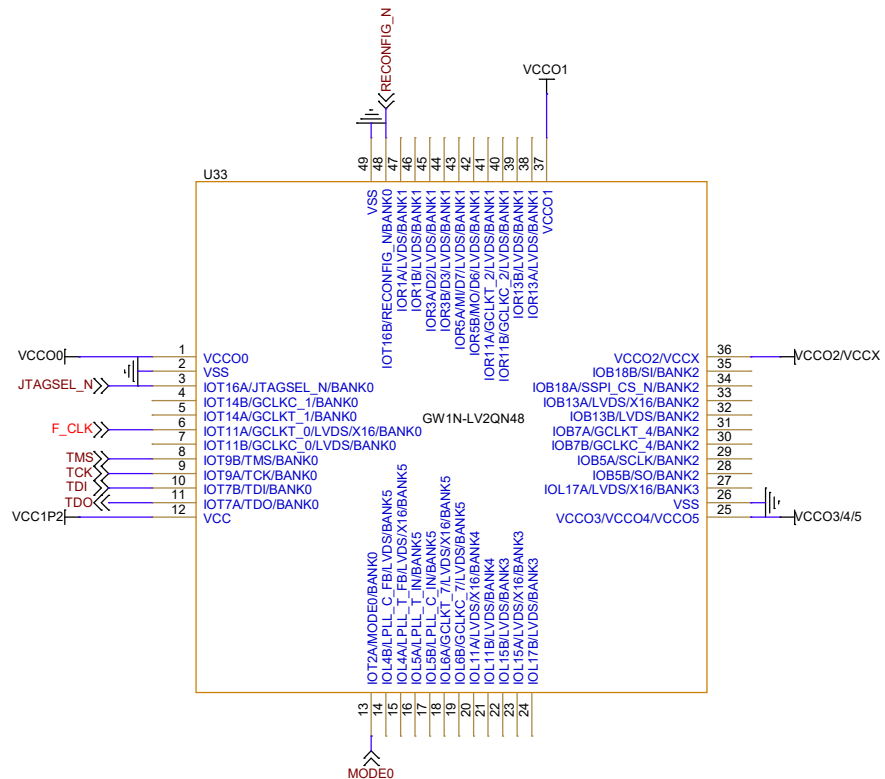 RECONFIG_N
VCCO1
U33
49
48
47
46
45
44
43
42
41
40
39
38
37
VSS
IOT16B/RECONFIG_N/BANK0
IOR1A/LVDS/BANK1
IOR1B/LVDS/BANK1
IOR3A/D2/LVDS/BANK1
IOR3B/D3/LVDS/BANK1
IOR5A/MI/D7/LVDS/BANK1
IOR5B/MO/D6/LVDS/BANK1
IOR11A/GCLKT_2/LVDS/BANK1
IOR11B/GCLKC_2/LVDS/BANK1
IOR13B/LVDS/BANK1
IOR13A/LVDS/BANK1
VCCO1
VCCO0 1 VCCO0
2 VSS
JTAGSEL_N 3 IOT16A/JTAGSEL_N/BANK0
4 IOT14B/GCLKC_1/BANK0
5 IOT14A/GCLKT_1/BANK0
F_CLK 6 IOT11A/GCLKT_0/LVDS/X16/BANK0
7 IOT11B/GCLKC_0/LVDS/BANK0
TMS 8 IOT9B/TMS/BANK0
TCK 9 IOT9A/TCK/BANK0
TDI 10 IOT7B/TDI/BANK0
TDO 11 IOT7A/TDO/BANK0
VCC1P2 12 VCC
GW1N-LV2QN48
VCCO2/VCCX 36 VCCO2/VCCX
IOB18B/SI/BANK2 35
IOB18A/SSPI_CS_N/BANK2 34
IOB13A/LVDS/X16/BANK2 33
IOB13B/LVDS/BANK2 32
IOB7A/GCLKT_4/BANK2 31
IOB7B/GCLKC_4/BANK2 30
IOB5A/SCLK/BANK2 29
IOB5B/SO/BANK2 28
IOL17A/LVDS/X16/BANK3 27
VSS 26
VCCO3/VCCO4/VCCO5 25 VCCO3/4/5
IOT2A/MODE0/BANK0
IOL4B/LPLL_C_FB/LVDS/BANK5
IOL4A/LPLL_T_FB/LVDS/X16/BANK5
IOL5A/LPLL_T_IN/BANK5
IOL5B/LPLL_C_IN/BANK5
IOL6A/GCLKT_7/LVDS/X16/BANK5
IOL6B/GCLKC_7/LVDS/BANK5
IOL11A/LVDS/X16/BANK4
IOL11B/LVDS/BANK4
IOL15B/LVDS/BANK3
IOL15A/LVDS/X16/BANK3
IOL17B/LVDS/BANK3
13
14
15
16
17
18
19
20
21
22
23
24
MODE0